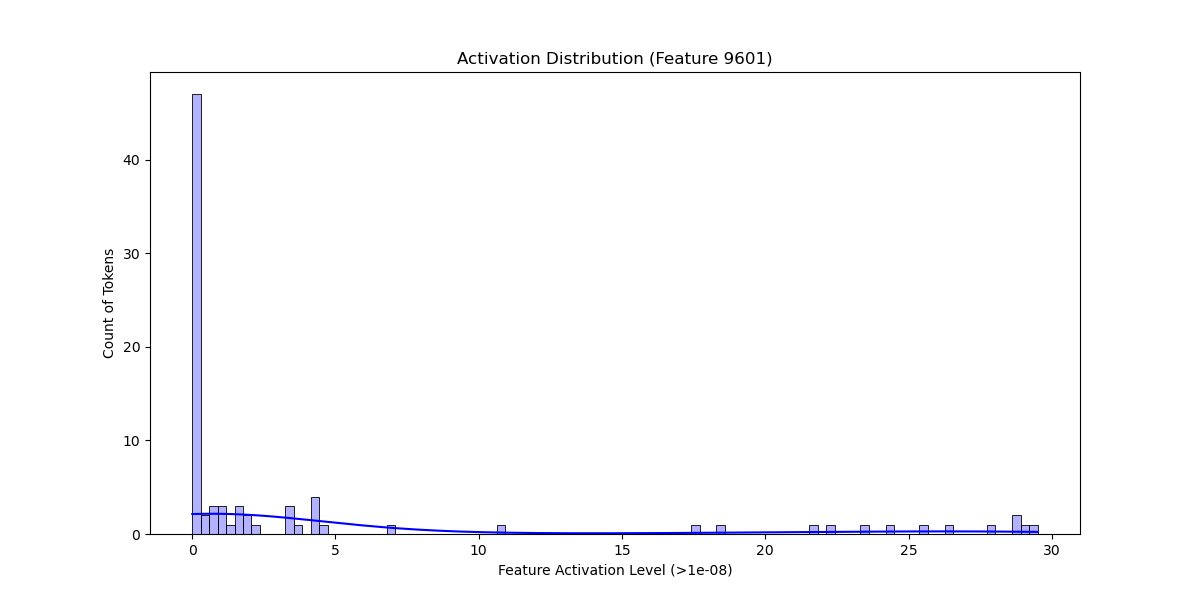 Activation Distribution (Feature 9601)
Count of Tokens
40
30
20
10
0
0 5 10 15 20 25 30
Feature Activation Level (>1e-08)